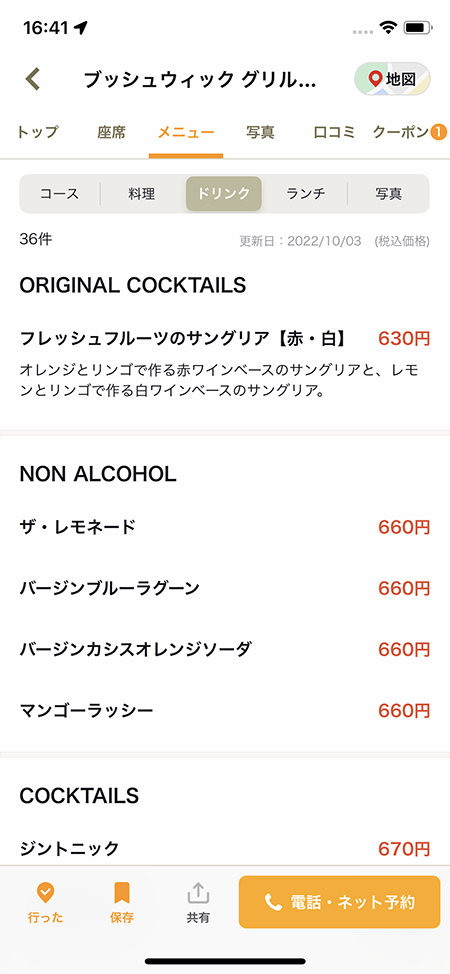 16:41
ブッシュウィック グリル...
地図
トップ 座席 メニュー 写真 口コミ クーポン 1
コース 料理 ドリンク ランチ 写真
36件 更新日：2022/10/03 (税込価格)
ORIGINAL COCKTAILS
フレッシュフルーツのサングリア【赤・白】 630円
オレンジとリンゴで作る赤ワインベースのサングリアと、レモ
ンとリンゴで作る白ワインベースのサングリア。
NON ALCOHOL
ザ・レモネード 660円
バージンブルーラグーン 660円
バージンカシスオレンジソーダ 660円
マンゴーラッシー 660円
COCKTAILS
ジントニック 670円
行った 保存 共有 電話・ネット予約